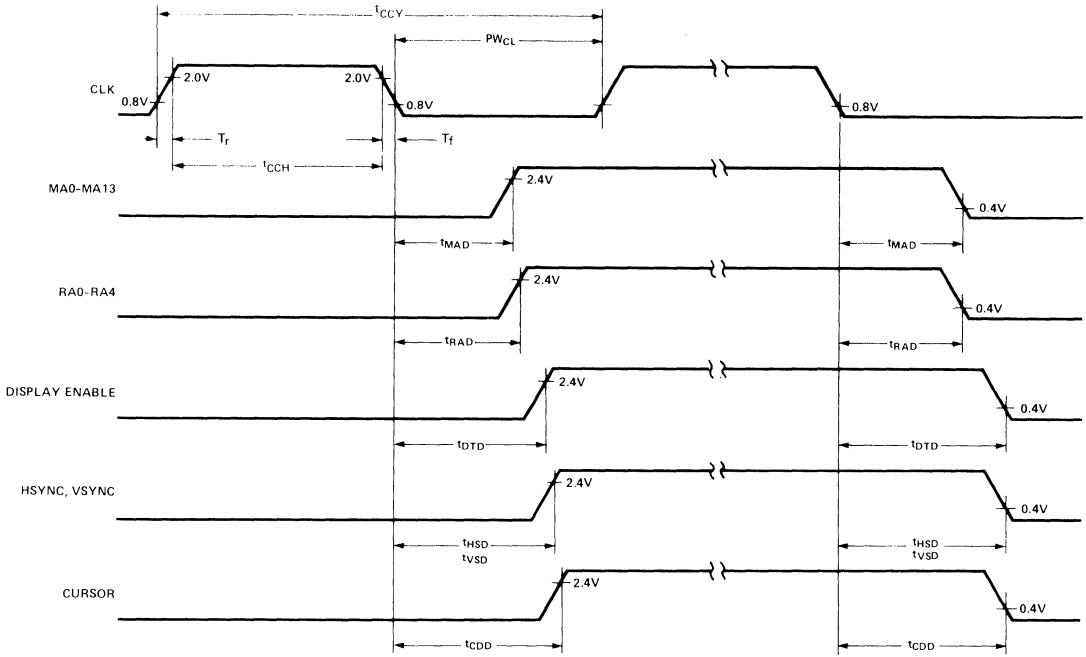 tCCY
PWCL
CLK
0.8V
2.0V
2.0V
0.8V
0.8V
Tr
Tf
tCCH
MA0-MA13
2.4V
0.4V
tMAD
tMAD
RA0-RA4
2.4V
0.4V
tRAD
tRAD
DISPLAY ENABLE
2.4V
0.4V
tDTD
tDTD
HSYNC, VSYNC
2.4V
0.4V
tHSD
tVSD
tHSD
tVSD
CURSOR
2.4V
0.4V
tCDD
tCDD